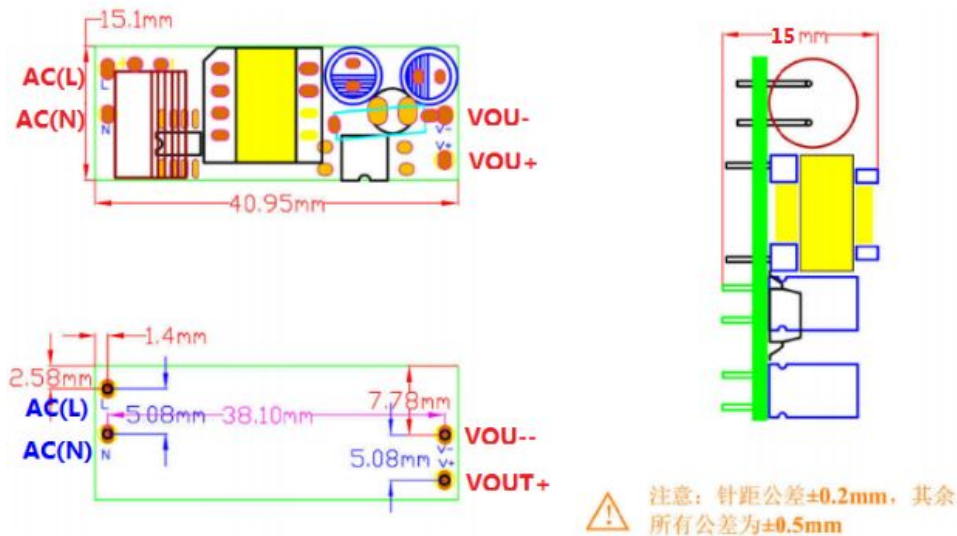 15.1mm
AC(L)
AC(N)
L
N
VOU-
VOU+
V-
V+
40.95mm
15mm
1.4mm
2.58mm
7.78mm
AC(L)
L
5.08mm
38.10mm
AC(N)
N
VOU--
V-
5.08mm
V+
VOUT+
注意：针距公差±0.2mm，其余
所有公差为±0.5mm